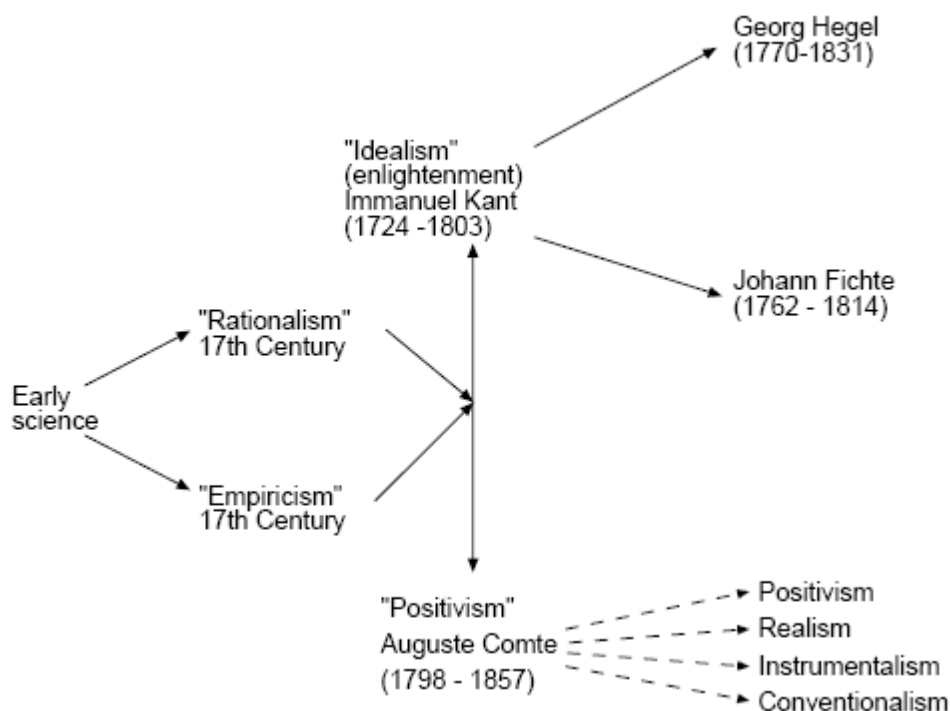 Georg Hegel
(1770-1831)
"Idealism"
(enlightenment)
Immanuel Kant
(1724 -1803)
Johann Fichte
(1762 - 1814)
"Rationalism"
17th Century
Early
science
"Empiricism"
17th Century
"Positivism"
Auguste Comte
(1798 - 1857)
Positivism
Realism
Instrumentalism
Conventionalism